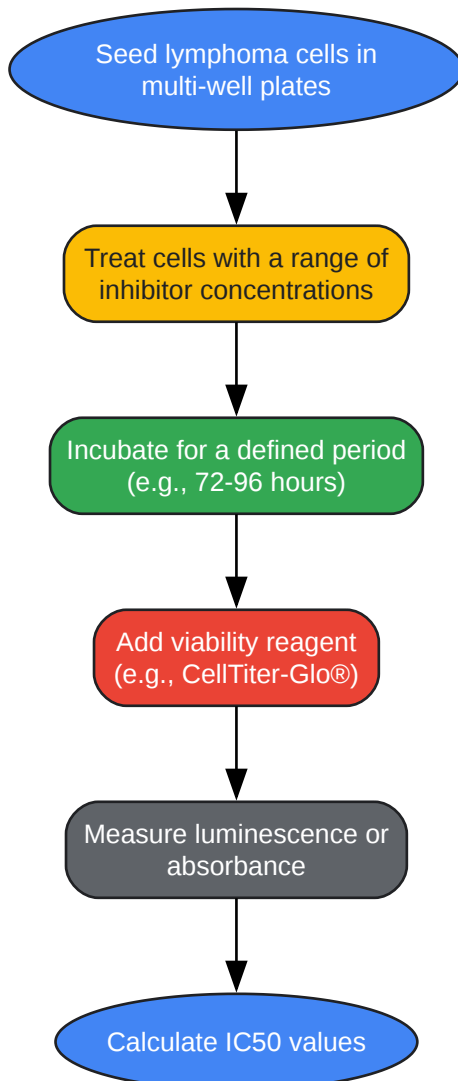 Seed lymphoma cells in
multi-well plates
Treat cells with a range of
inhibitor concentrations
Incubate for a defined period
(e.g., 72-96 hours)
Add viability reagent
(e.g., CellTiter-Glo®)
Measure luminescence or
absorbance
Calculate IC50 values